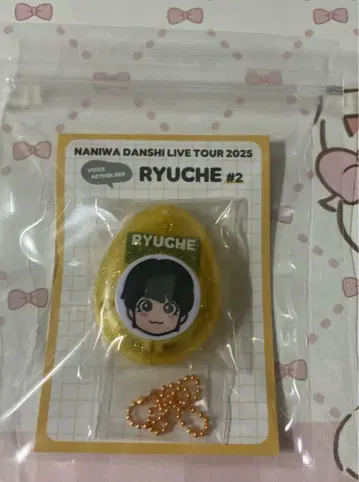 NANIWA DANSHI LIVE TOUR 2025
VOICE
KEYHOLDER
RYUCHE #2
RYUCHE